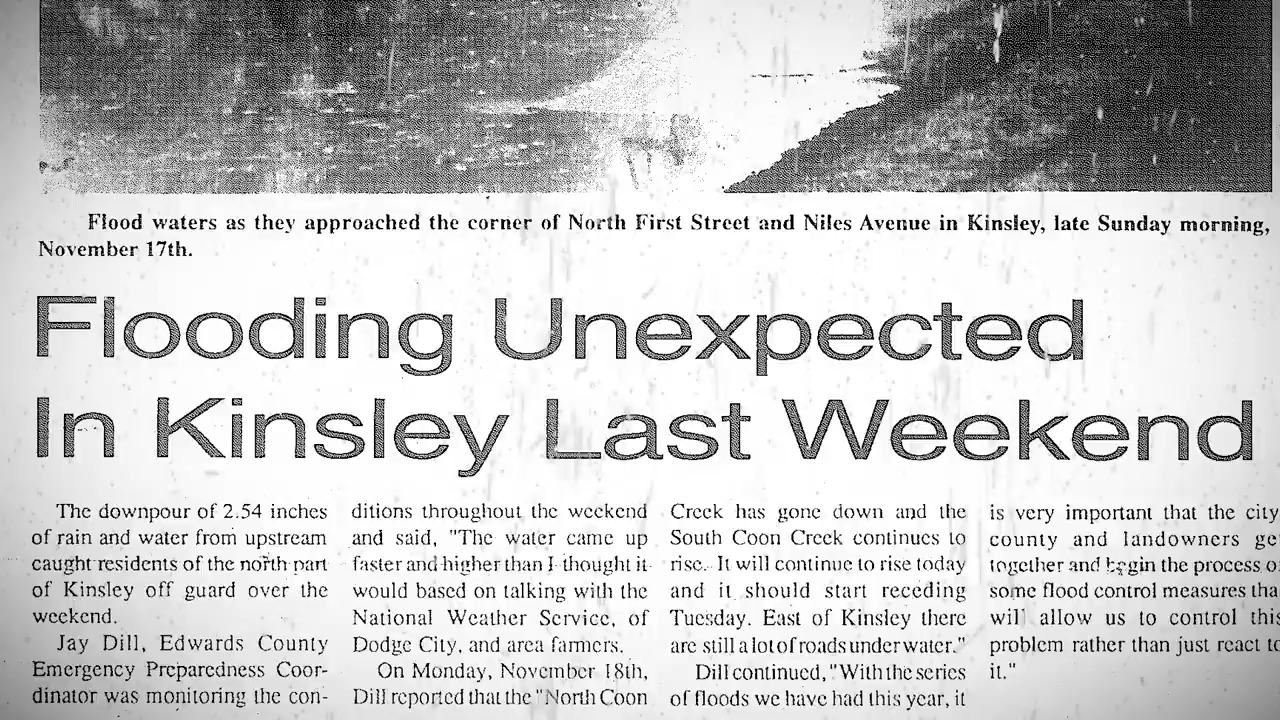 Flood waters as they approached the corner of North First Street and Niles Avenue in Kinsley, late Sunday morning,
November 17th.
Flooding Unexpected
In Kinsley Last Weekend
The downpour of 2.54 inches
of rain and water from upstream
caught residents of the north part
of Kinsley off guard over the
weekend.
Jay Dill, Edwards County
Emergency Preparedness Coor-
dinator was monitoring the con-
ditions throughout the weekend
and said, "The water came up
faster and higher than I thought it
would based on talking with the
National Weather Service, of
Dodge City, and area farmers.
On Monday, November 18th,
Dill reported that the "North Coon
Creek has gone down and the
South Coon Creek continues to
rise. It will continue to rise today
and it should start receding
Tuesday. East of Kinsley there
are still a lot of roads under water."
Dill continued, "With the series
of floods we have had this year, it
is very important that the city
county and landowners ge
together and begin the process o
some flood control measures tha
will allow us to control this
problem rather than just react to
it."